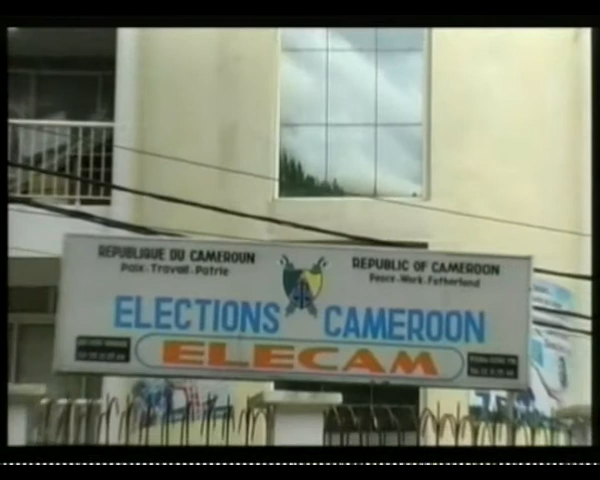 REPUBLIQUE DU CAMEROUN
Paix - Travail - Patrie
REPUBLIC OF CAMEROON
Peace - Work - Fatherland
ELECTIONS CAMEROON
ELECAM